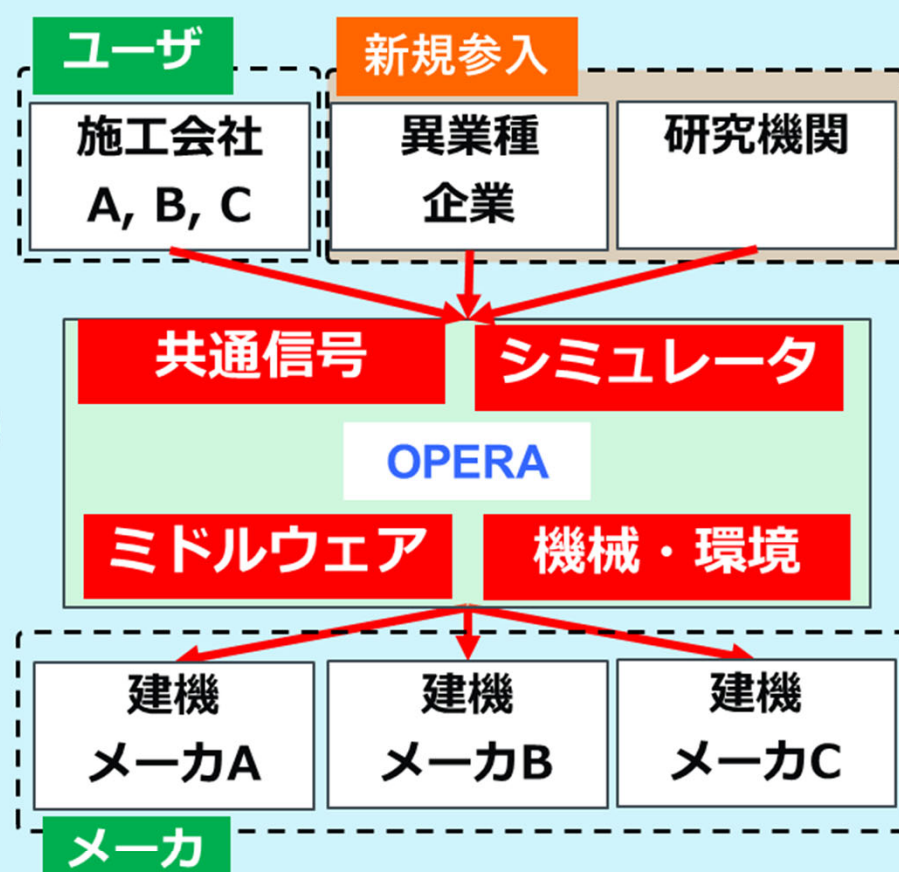 ユーザ
新規参入
施工会社
A, B, C
異業種
企業
研究機関
共通信号
シミュレータ
OPERA
ミドルウェア
機械・環境
建機
メーカA
建機
メーカB
建機
メーカC
メーカ